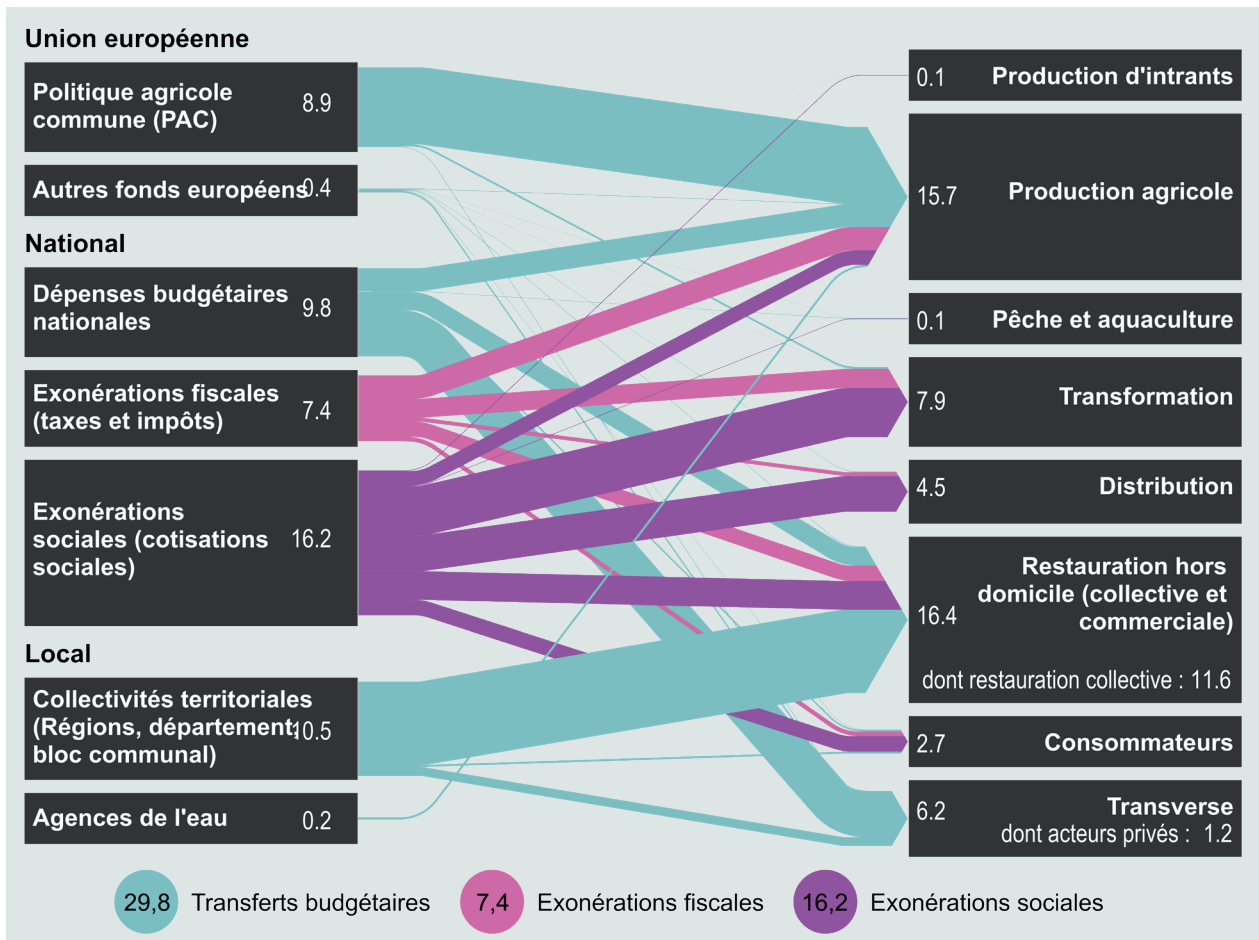 Union européenne
Politique agricole
commune (PAC)
8.9
Autres fonds européens
0.4
National
Dépenses budgétaires
nationales
9.8
Exonérations fiscales
(taxes et impôts)
7.4
Exonérations
sociales (cotisations
sociales)
16.2
Local
Collectivités territoriales
(Régions, département,
bloc communal)
10.5
Agences de l'eau
0.2
0.1
Production d'intrants
15.7
Production agricole
0.1
Pêche et aquaculture
7.9
Transformation
4.5
Distribution
16.4
Restauration hors
domicile (collective et
commerciale)
dont restauration collective : 11.6
2.7
Consommateurs
6.2
Transverse
dont acteurs privés : 1.2
29,8 Transferts budgétaires
7,4 Exonérations fiscales
16,2 Exonérations sociales